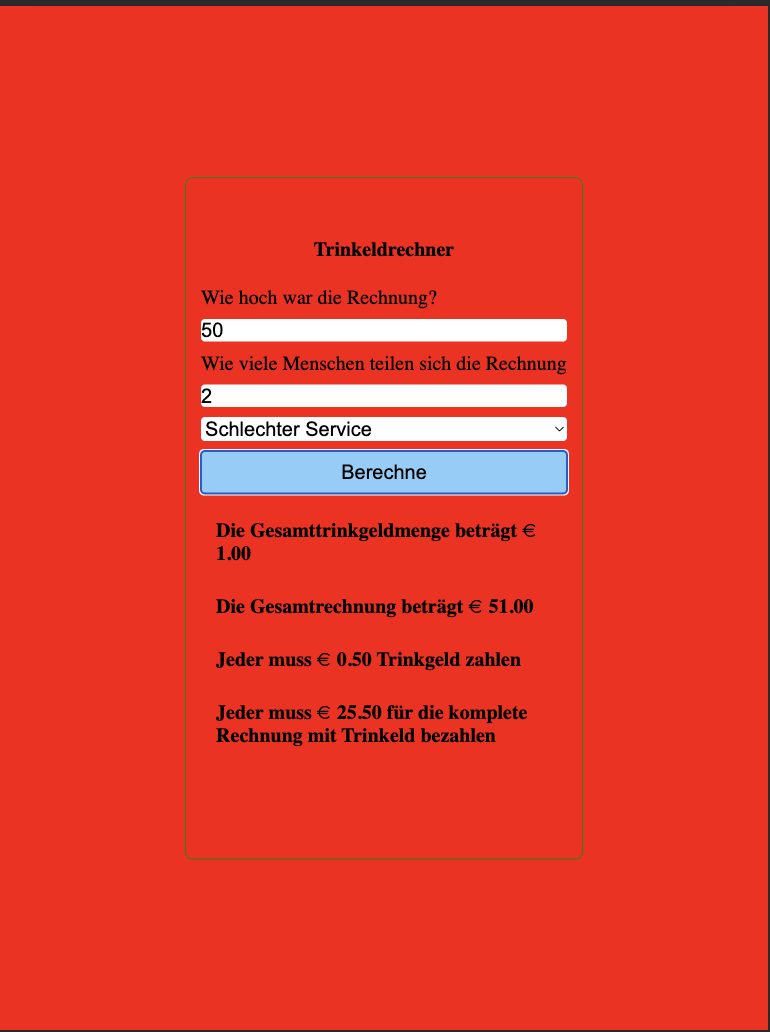 Trinkeldrechner
Wie hoch war die Rechnung?
50
Wie viele Menschen teilen sich die Rechnung
2
Schlechter Service
Berechne
Die Gesamttrinkgeldmenge beträgt €
1.00
Die Gesamtrechnung beträgt € 51.00
Jeder muss € 0.50 Trinkgeld zahlen
Jeder muss € 25.50 für die komplete
Rechnung mit Trinkeld bezahlen